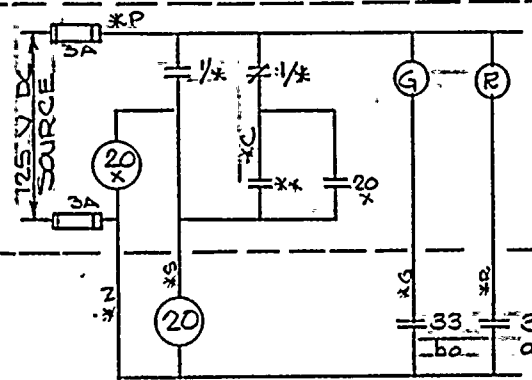 *P
3A
125 V DC
SOURCE
1/*
1/*
G
R
20
X
*C
**
20
X
3A
*N
*S
*G
*R
20
33
bo